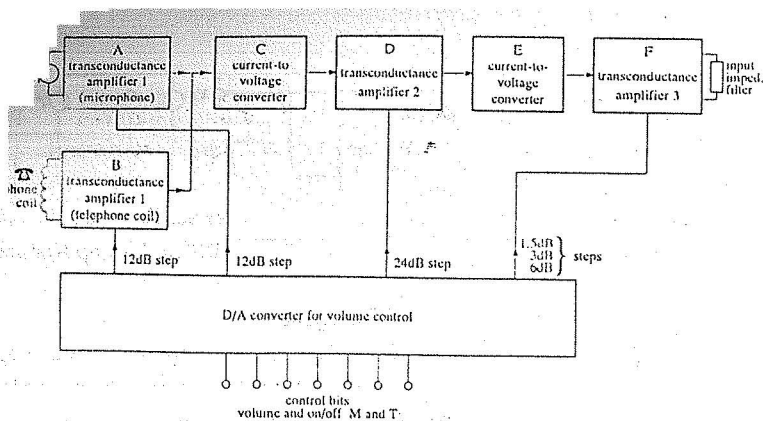 A
transconductance
amplifier 1
(microphone)
C
current-to
voltage
converter
D
transconductance
amplifier 2
E
current-to-
voltage
converter
F
transconductance
amplifier 3
input
imped.
filter
B
transconductance
amplifier 1
(telephone coil)
phone
coil
12dB step
12dB step
24dB step
1.5dB
3dB
6dB
steps
D/A converter for volume control
control bits
volume and on/off M and T